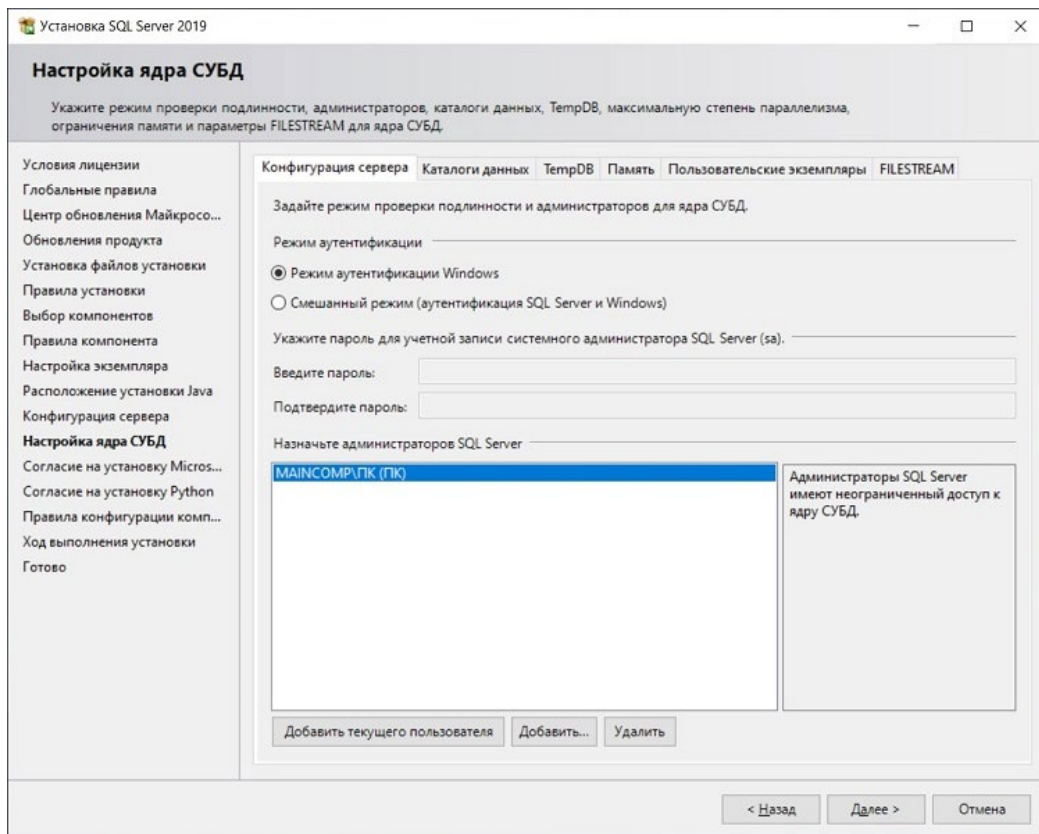 Установка SQL Server 2019
Настройка ядра СУБД
Укажите режим проверки подлинности, администраторов, каталоги данных, TempDB, максимальную степень параллелизма,
ограничения памяти и параметры FILESTREAM для ядра СУБД.
Условия лицензии
Глобальные правила
Центр обновления Майкросо...
Обновления продукта
Установка файлов установки
Правила установки
Выбор компонентов
Правила компонента
Настройка экземпляра
Расположение установки Java
Конфигурация сервера
Настройка ядра СУБД
Согласие на установку Micros...
Согласие на установку Python
Правила конфигурации комп...
Ход выполнения установки
Готово
Конфигурация сервера Каталоги данных TempDB Память Пользовательские экземпляры FILESTREAM
Задайте режим проверки подлинности и администраторов для ядра СУБД.
Режим аутентификации
Режим аутентификации Windows
Смешанный режим (аутентификация SQL Server и Windows)
Укажите пароль для учетной записи системного администратора SQL Server (sa).
Введите пароль:
Подтвердите пароль:
Назначьте администраторов SQL Server
MAINCOMP\ПК (ПК)
Администраторы SQL Server
имеют неограниченный доступ к
ядру СУБД.
Добавить текущего пользователя Добавить... Удалить
< Назад Далее > Отмена